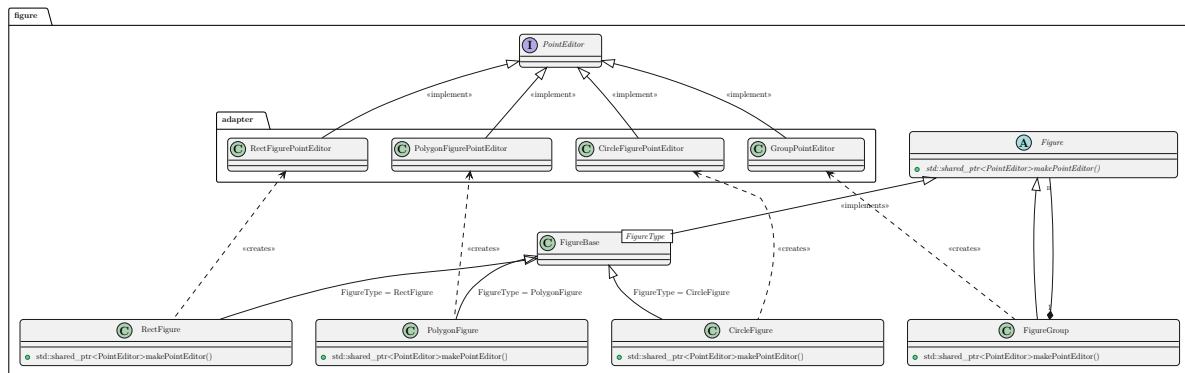 figure
I PointEditor
«implement» «implement» «implement» «implement»
adapter
C RectFigurePointEditor C PolygonFigurePointEditor C CircleFigurePointEditor C GroupPointEditor
A Figure
std::shared_ptr<PointEditor>makePointEditor()
n
«implements»
FigureType
C FigureBase
«creates» «creates» «creates» «creates»
FigureType = RectFigure FigureType = PolygonFigure FigureType = CircleFigure
1
C RectFigure C PolygonFigure C CircleFigure C FigureGroup
std::shared_ptr<PointEditor>makePointEditor() std::shared_ptr<PointEditor>makePointEditor() std::shared_ptr<PointEditor>makePointEditor() std::shared_ptr<PointEditor>makePointEditor()